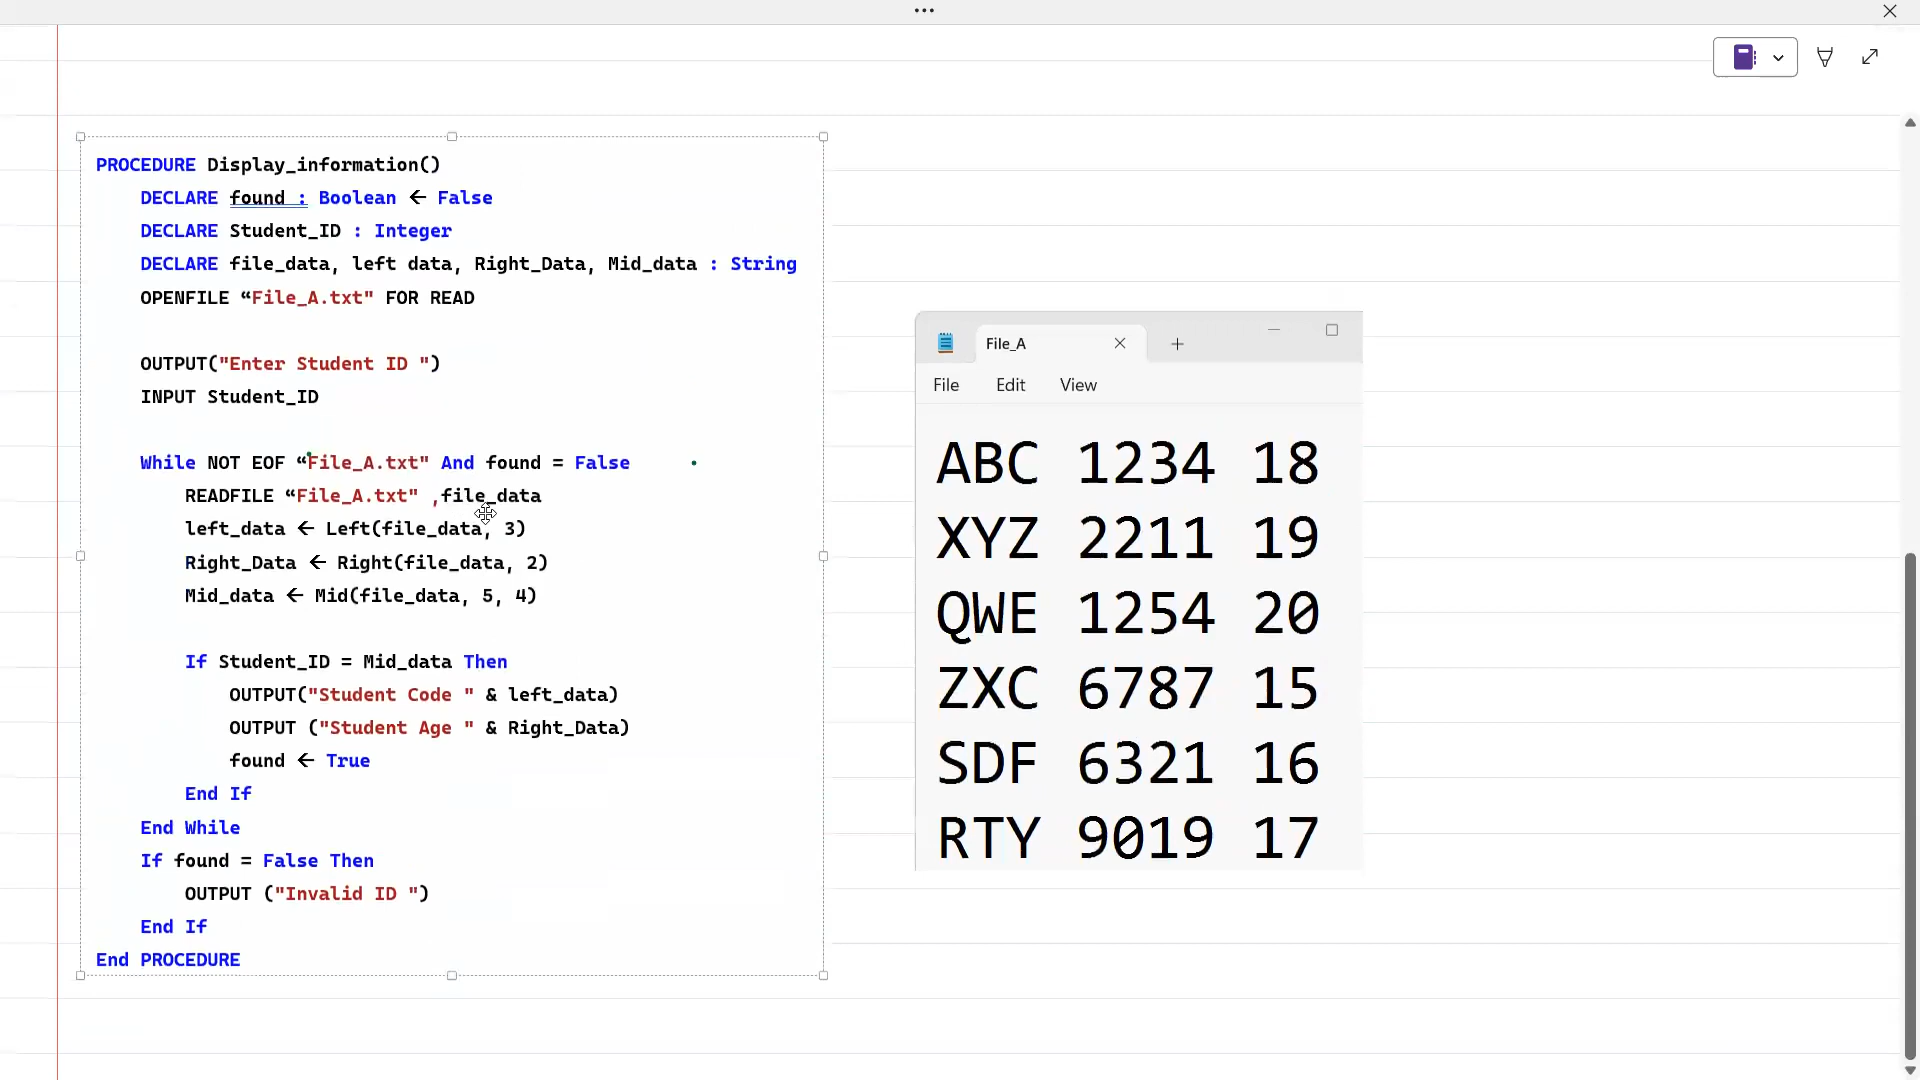 PROCEDURE Display_information()
DECLARE found : Boolean ← False
DECLARE Student_ID : Integer
DECLARE file_data, left data, Right_Data, Mid_data : String
OPENFILE “File_A.txt" FOR READ
OUTPUT("Enter Student ID ")
INPUT Student_ID
While NOT EOF “File_A.txt" And found = False
READFILE “File_A.txt" ,file_data
left_data ← Left(file_data, 3)
Right_Data ← Right(file_data, 2)
Mid_data ← Mid(file_data, 5, 4)
If Student_ID = Mid_data Then
OUTPUT("Student Code " & left_data)
OUTPUT ("Student Age " & Right_Data)
found ← True
End If
End While
If found = False Then
OUTPUT ("Invalid ID ")
End If
End PROCEDURE
File_A
File Edit View
ABC 1234 18
XYZ 2211 19
QWE 1254 20
ZXC 6787 15
SDF 6321 16
RTY 9019 17